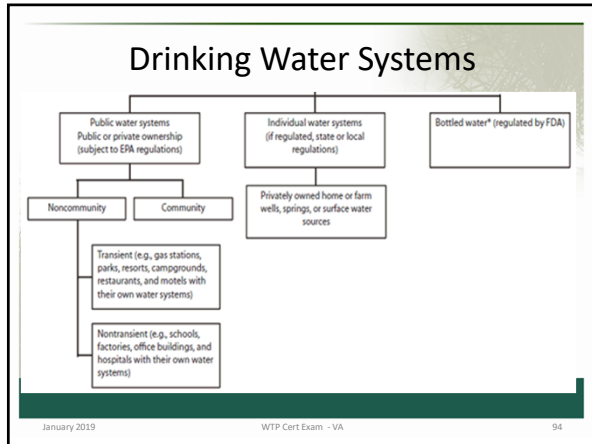 Drinking Water Systems
Public water systems
Public or private ownership
(subject to EPA regulations)
Individual water systems
(if regulated, state or local
regulations)
Bottled water* (regulated by FDA)
Noncommunity
Community
Privately owned home or farm
wells, springs, or surface water
sources
Transient (e.g., gas stations,
parks, resorts, campgrounds,
restaurants, and motels with
their own water systems)
Nontransient (e.g., schools,
factories, office buildings, and
hospitals with their own water
systems)
January 2019
WTP Cert Exam - VA
94